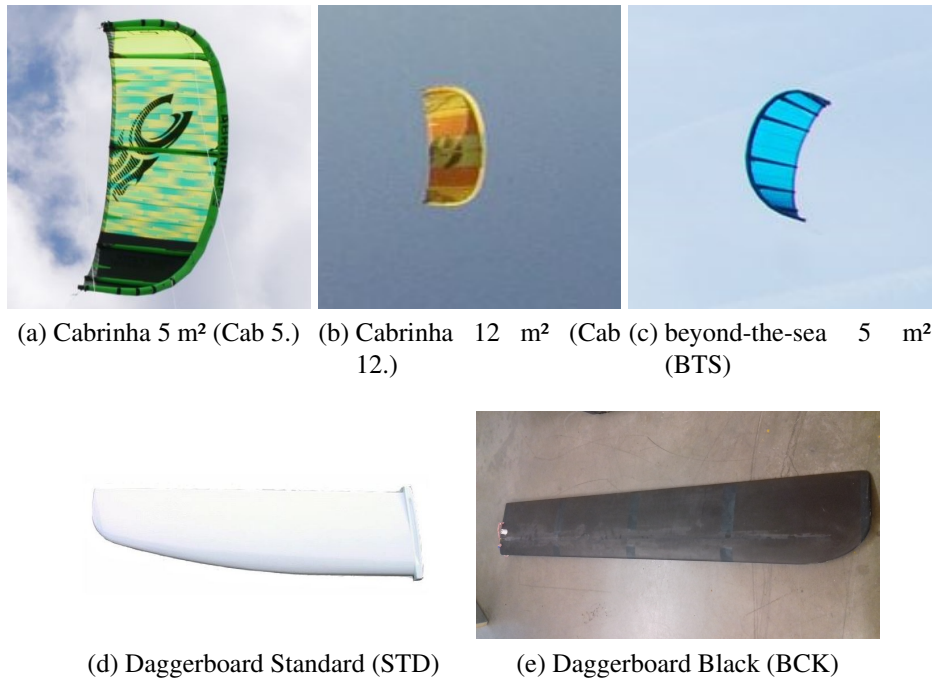 (a) Cabrinha 5 m² (Cab 5.)
(b) Cabrinha 12 m² (Cab
12.)
(c) beyond-the-sea 5 m²
(BTS)
(d) Daggerboard Standard (STD)
(e) Daggerboard Black (BCK)